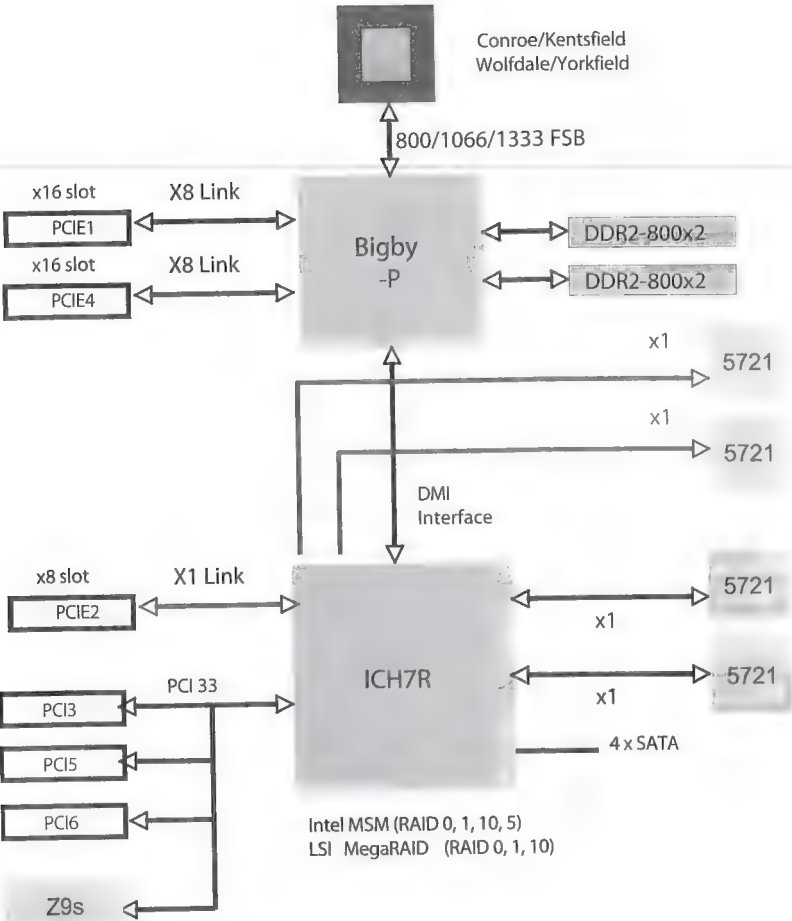 Conroe/Kentsfield
Wolfdale/Yorkfield
800/1066/1333 FSB
x16 slot
X8 Link
PCIE1
Bigby
-P
DDR2-800x2
x16 slot
X8 Link
PCIE4
DDR2-800x2
x1
5721
x1
5721
DMI
Interface
x8 slot
X1 Link
PCIE2
5721
x1
ICH7R
PCI 33
PCI3
5721
x1
4 x SATA
PCI5
PCI6
Intel MSM (RAID 0, 1, 10, 5)
LSI MegaRAID (RAID 0, 1, 10)
Z9s